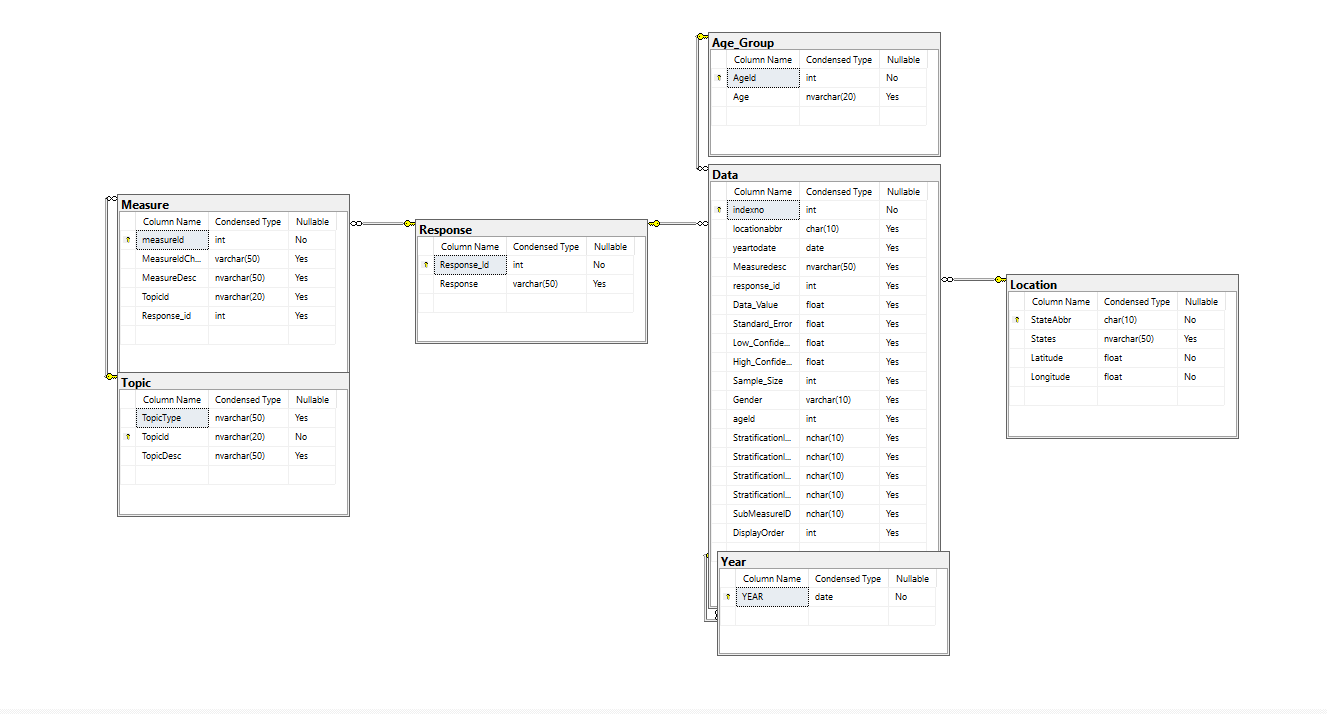 Age_Group
Column Name Condensed Type Nullable
AgeId int No
Age nvarchar(20) Yes
Data
Column Name Condensed Type Nullable
indexno int No
locationabbr char(10) Yes
yeartodate date Yes
Measuredesc nvarchar(50) Yes
response_id int Yes
Data_Value float Yes
Standard_Error float Yes
Low_Confide... float Yes
High_Confide... float Yes
Sample_Size int Yes
Gender varchar(10) Yes
ageId int Yes
StratificationI... nchar(10) Yes
StratificationI... nchar(10) Yes
StratificationI... nchar(10) Yes
StratificationI... nchar(10) Yes
SubMeasureID nchar(10) Yes
DisplayOrder int Yes
Measure
Column Name Condensed Type Nullable
measureId int No
MeasureIdCh... varchar(50) Yes
MeasureDesc nvarchar(50) Yes
TopicId nvarchar(20) Yes
Response_id int Yes
Response
Column Name Condensed Type Nullable
Response_Id int No
Response varchar(50) Yes
Location
Column Name Condensed Type Nullable
StateAbbr char(10) No
States nvarchar(50) Yes
Latitude float No
Longitude float No
Topic
Column Name Condensed Type Nullable
TopicType nvarchar(50) Yes
TopicId nvarchar(20) No
TopicDesc nvarchar(50) Yes
Year
Column Name Condensed Type Nullable
YEAR date No